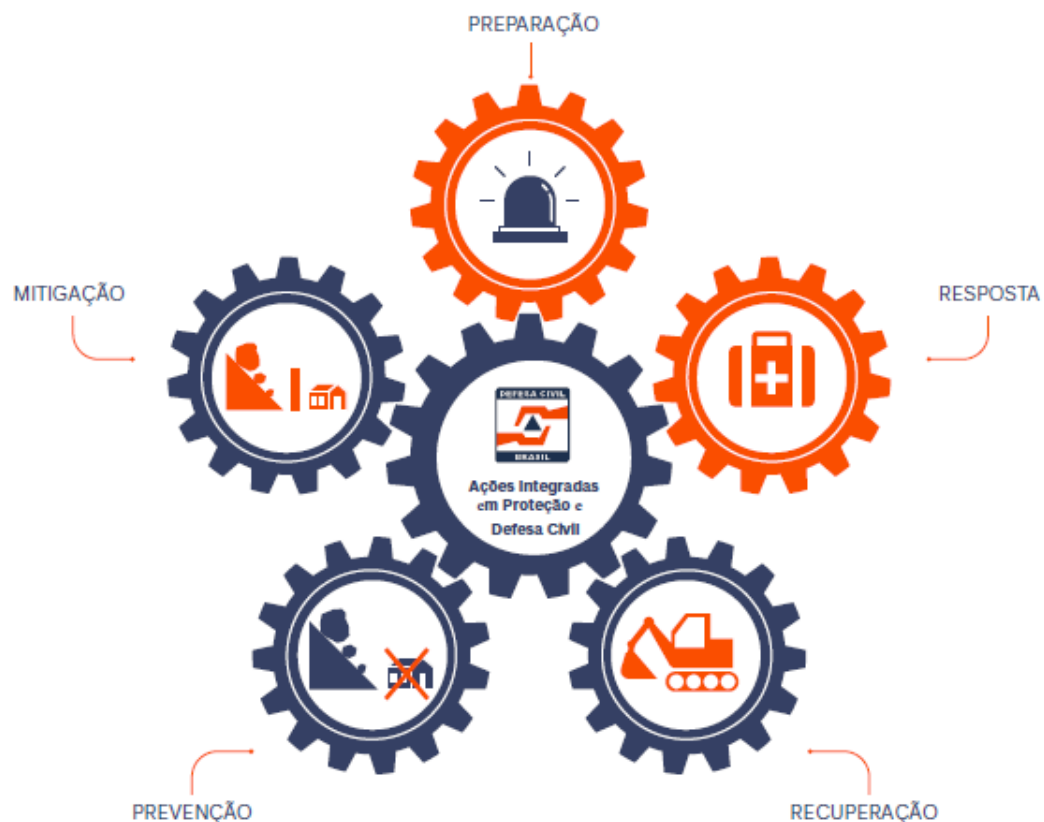 PREPARAÇÃO
MITIGAÇÃO
RESPOSTA
DEFESA CIVIL
BRASIL
Ações Integradas
em Proteção e
Defesa Civil
PREVENÇÃO
RECUPERAÇÃO